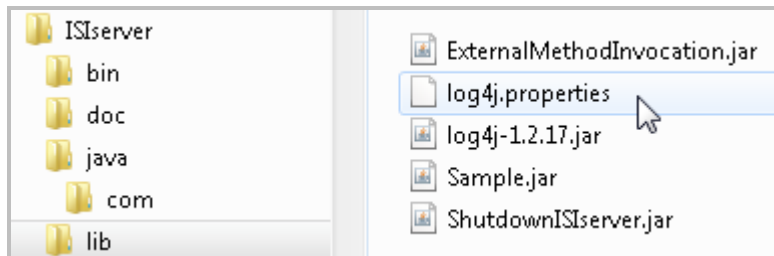 ISIserver
bin
doc
java
com
lib
ExternalMethodInvocation.jar
log4j.properties
log4j-1.2.17.jar
Sample.jar
ShutdownISIserver.jar